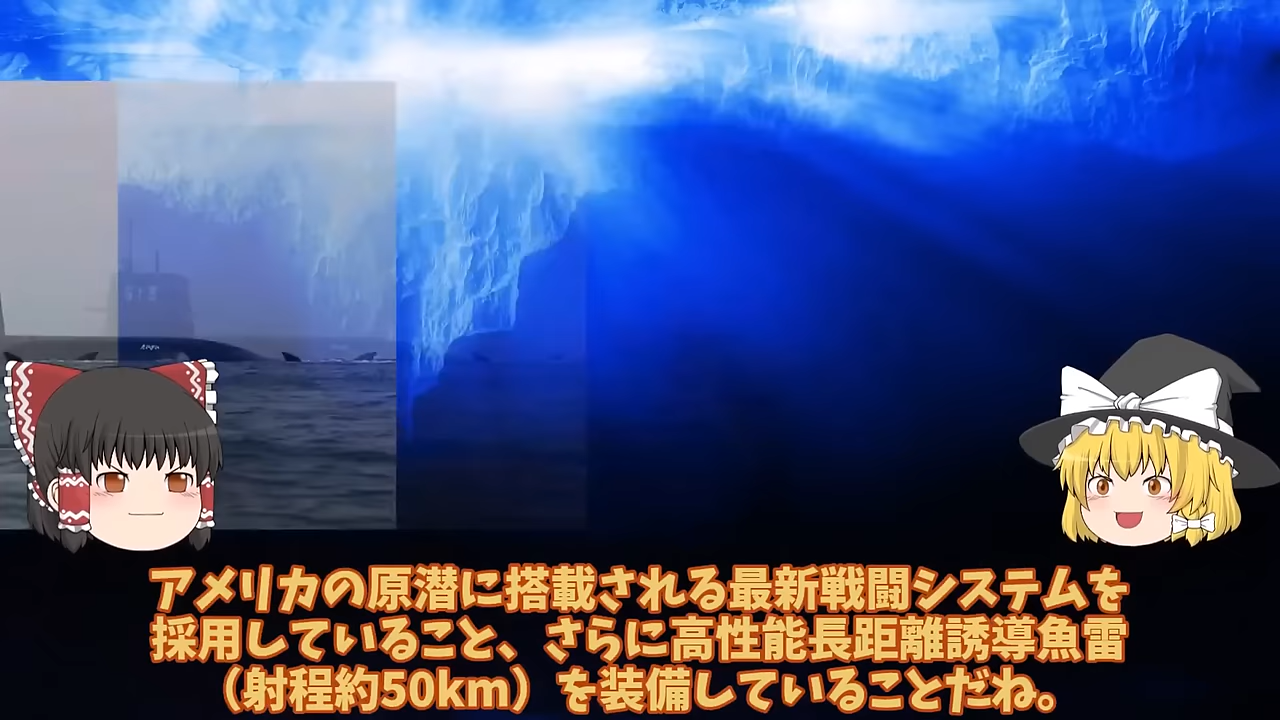 アメリカの原潜に搭載される最新戦闘システムを
採用していること、さらに高性能長距離誘導魚雷
（射程約50km）を装備していることだね。